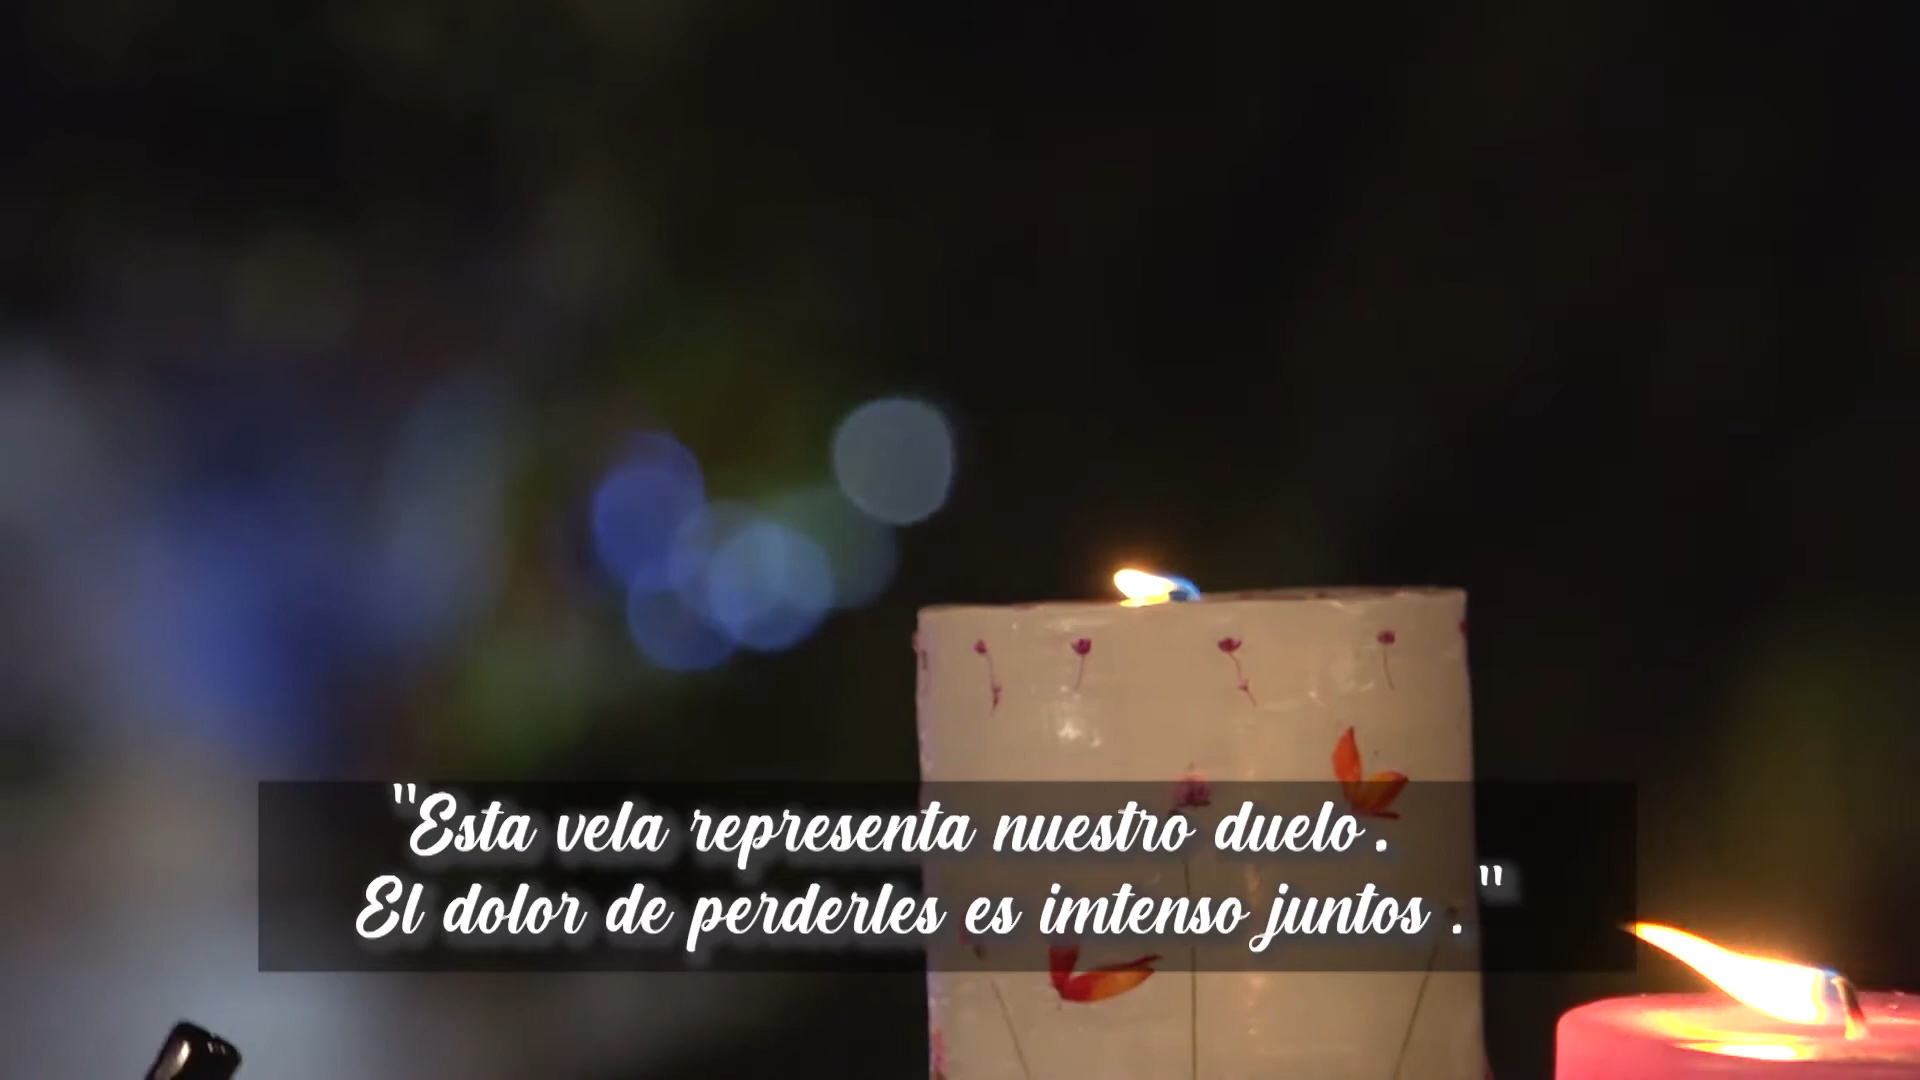 "Esta vela representa nuestro duelo.
El dolor de perderles es imtenso juntos."